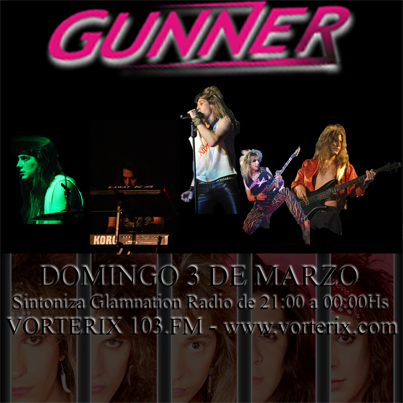 GUNNER
KORG
DOMINGO 3 DE MARZO
Sintoniza Glamnation Radio de 21:00 a 00:00Hs
VORTERIX 103.FM - www.vorterix.com